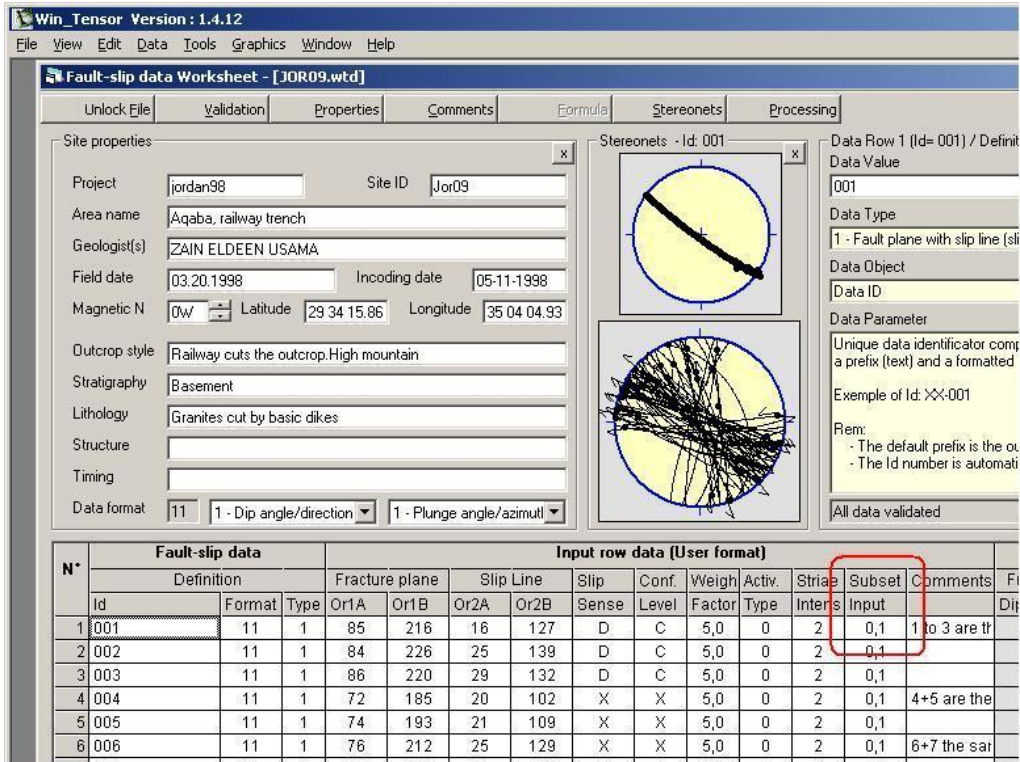 Win_Tensor Version : 1.4.12
File View Edit Data Tools Graphics Window Help
Fault-slip data Worksheet - [JOR09.wtd]
Unlock File Validation Properties Comments Formula Stereonets Processing
Site properties x
Project jordan98 Site ID Jor09
Area name Aqaba, railway trench
Geologist(s) ZAIN ELDEEN USAMA
Field date 03.20.1998 Incoding date 05-11-1998
Magnetic N 0W Latitude 29 34 15.86 Longitude 35 04 04.93
Outcrop style Railway cuts the outcrop.High mountain
Stratigraphy Basement
Lithology Granites cut by basic dikes
Structure
Timing
Data format 11 1 - Dip angle/direction 1 - Plunge angle/azimutl
Stereonets - Id: 001 x
Data Row 1 (Id= 001) / Definit
Data Value
001
Data Type
1 - Fault plane with slip line (sli
Data Object
Data ID
Data Parameter
Unique data identificator comp
a prefix (text) and a formatted
Exemple of Id: XX-001
Rem:
- The default prefix is the ou
- The Id number is automati
All data validated
N° Fault-slip data Input row data (User format)
Definition Fracture plane Slip Line Slip Conf. Weigh Activ. Striae Subset Comments F
Id Format Type Or1A Or1B Or2A Or2B Sense Level Factor Type Intens Input Dip
1 001 11 1 85 216 16 127 D C 5,0 0 2 0,1 1 to 3 are th
2 002 11 1 84 226 25 139 D C 5,0 0 2 0,1
3 003 11 1 86 220 29 132 D C 5,0 0 2 0,1
4 004 11 1 72 185 20 102 X X 5,0 0 2 0,1 4+5 are the
5 005 11 1 74 193 21 109 X X 5,0 0 2 0,1
6 006 11 1 76 212 25 129 X X 5,0 0 2 0,1 6+7 the sar